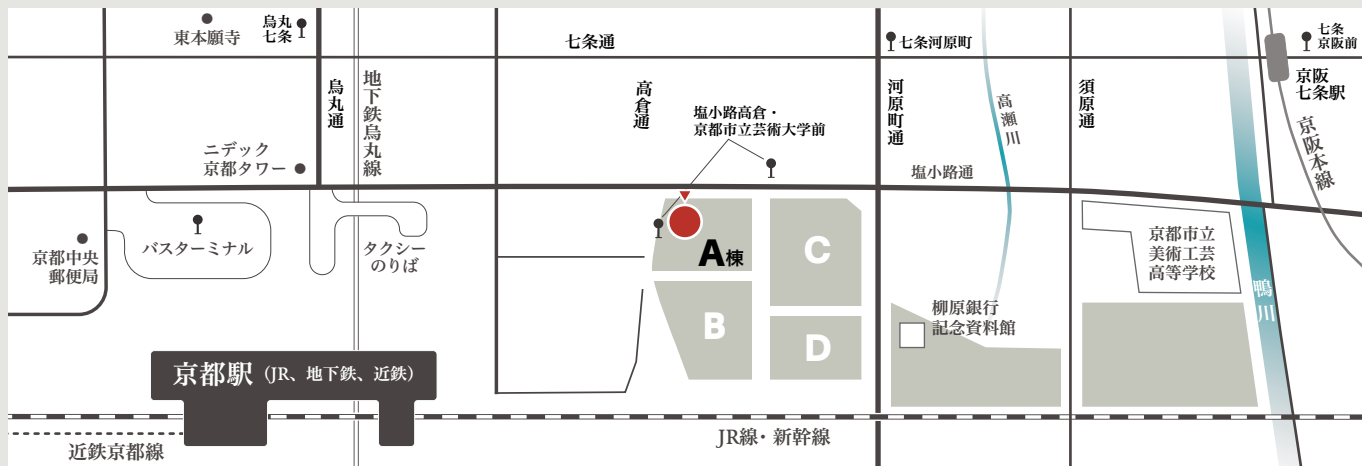 東本願寺
烏丸
七条
七条通
七条河原町
七条
京阪前
京阪
七条駅
烏丸通
地下鉄烏丸線
高倉通
塩小路高倉・
京都市立芸術大学前
河原町通
高瀬川
須原通
京阪本線
ニデック
京都タワー
塩小路通
京都中央
郵便局
バスターミナル
タクシー
のりば
A棟
C
B
D
京都市立
美術工芸
高等学校
鴨川
柳原銀行
記念資料館
京都駅（JR、地下鉄、近鉄）
近鉄京都線
JR線・新幹線